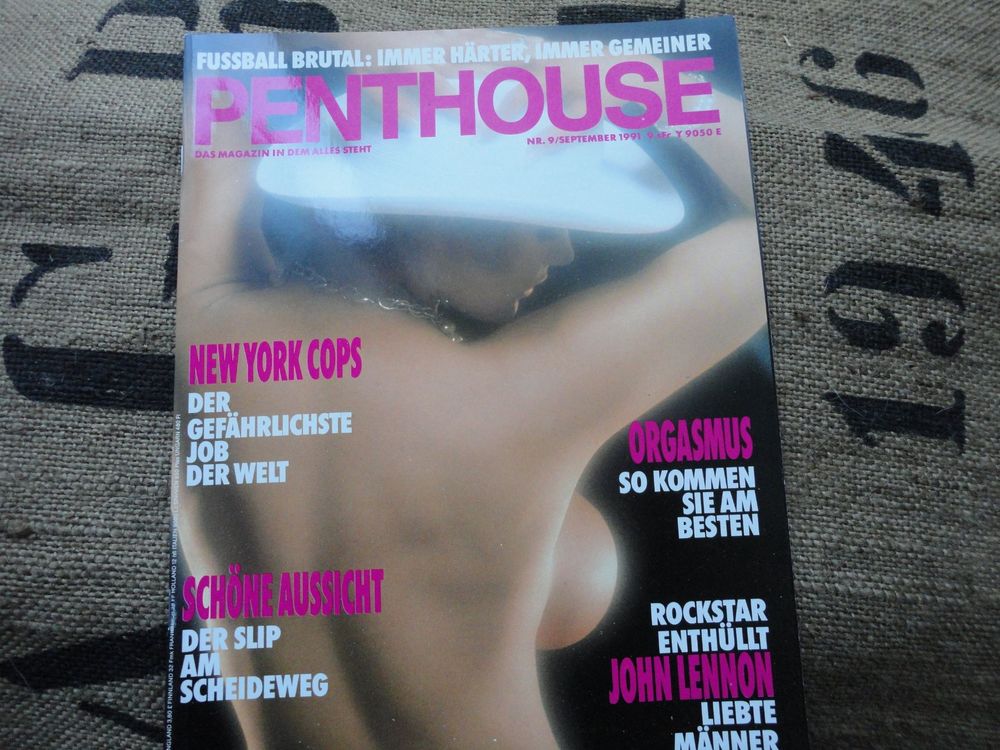 FUSSBALL BRUTAL: IMMER HÄRTER, IMMER GEMEINER
PENTHOUSE
DAS MAGAZIN IN DEM ALLES STEHT
NR. 9/SEPTEMBER 1991 9 sFr. Y 9050 E
NEW YORK COPS
DER
GEFÄHRLICHSTE
JOB
DER WELT
ORGASMUS
SO KOMMEN
SIE AM
BESTEN
SCHÖNE AUSSICHT
DER SLIP
AM
SCHEIDEWEG
ROCKSTAR
ENTHÜLLT
JOHN LENNON
LIEBTE
MÄNNER
1946